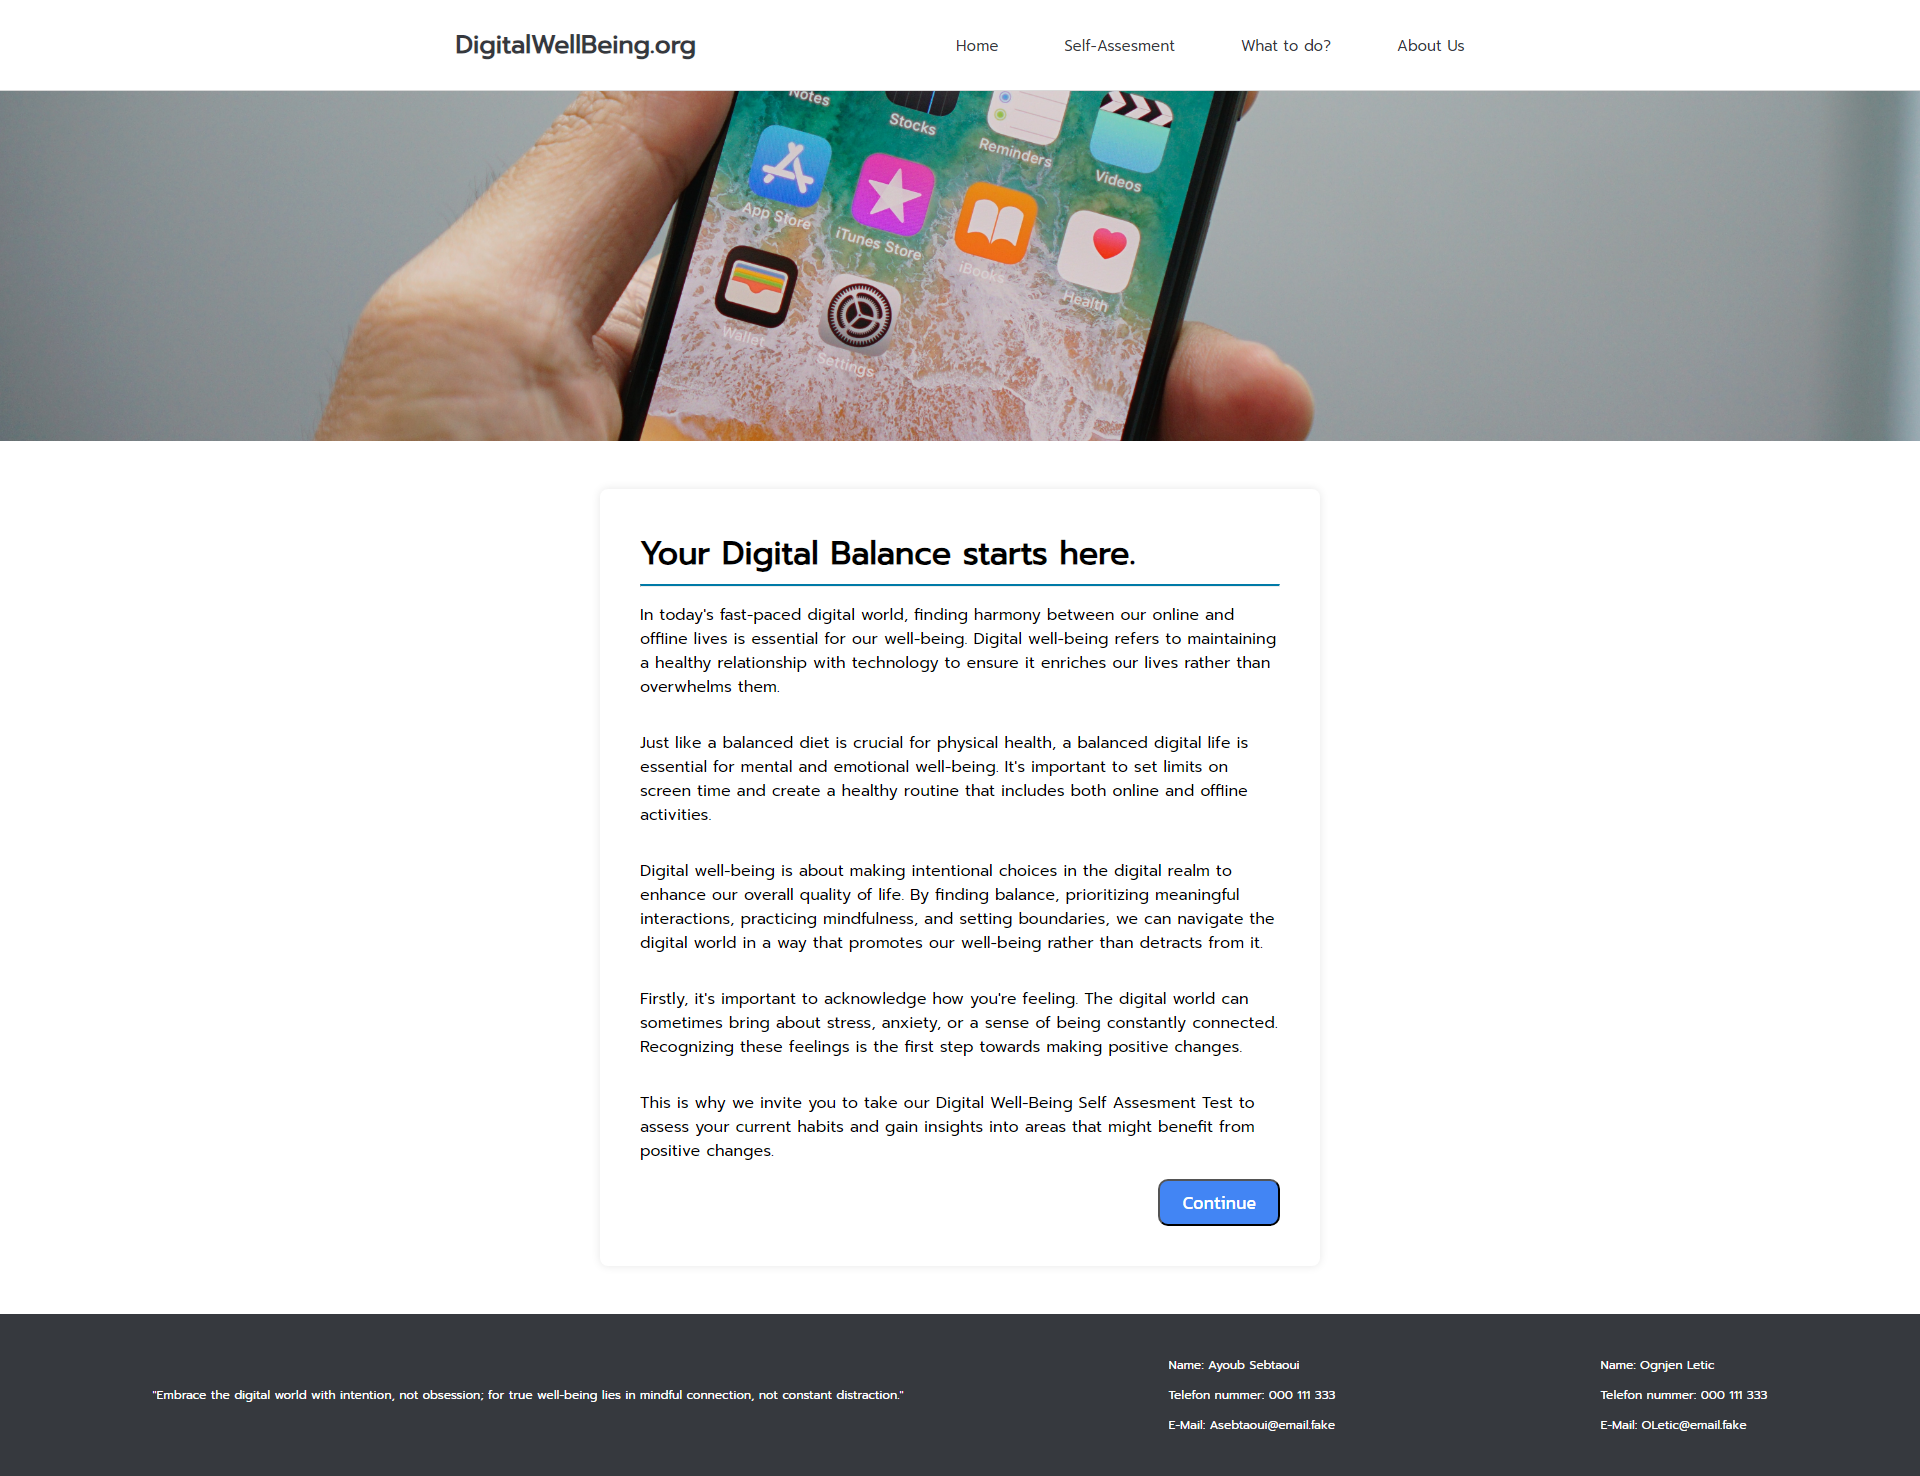 DigitalWellBeing.org
Home
Self-Assesment
What to do?
About Us
Notes
Stocks
Reminders
Videos
App Store
iTunes Store
iBooks
Health
Wallet
Settings
Your Digital Balance starts here.
In today's fast-paced digital world, finding harmony between our online and
offline lives is essential for our well-being. Digital well-being refers to maintaining
a healthy relationship with technology to ensure it enriches our lives rather than
overwhelms them.
Just like a balanced diet is crucial for physical health, a balanced digital life is
essential for mental and emotional well-being. It's important to set limits on
screen time and create a healthy routine that includes both online and offline
activities.
Digital well-being is about making intentional choices in the digital realm to
enhance our overall quality of life. By finding balance, prioritizing meaningful
interactions, practicing mindfulness, and setting boundaries, we can navigate the
digital world in a way that promotes our well-being rather than detracts from it.
Firstly, it's important to acknowledge how you're feeling. The digital world can
sometimes bring about stress, anxiety, or a sense of being constantly connected.
Recognizing these feelings is the first step towards making positive changes.
This is why we invite you to take our Digital Well-Being Self Assesment Test to
assess your current habits and gain insights into areas that might benefit from
positive changes.
Continue
"Embrace the digital world with intention, not obsession; for true well-being lies in mindful connection, not constant distraction."
Name: Ayoub Sebtaoui
Telefon nummer: 000 111 333
E-Mail: Asebtaoui@email.fake
Name: Ognjen Letic
Telefon nummer: 000 111 333
E-Mail: OLetic@email.fake